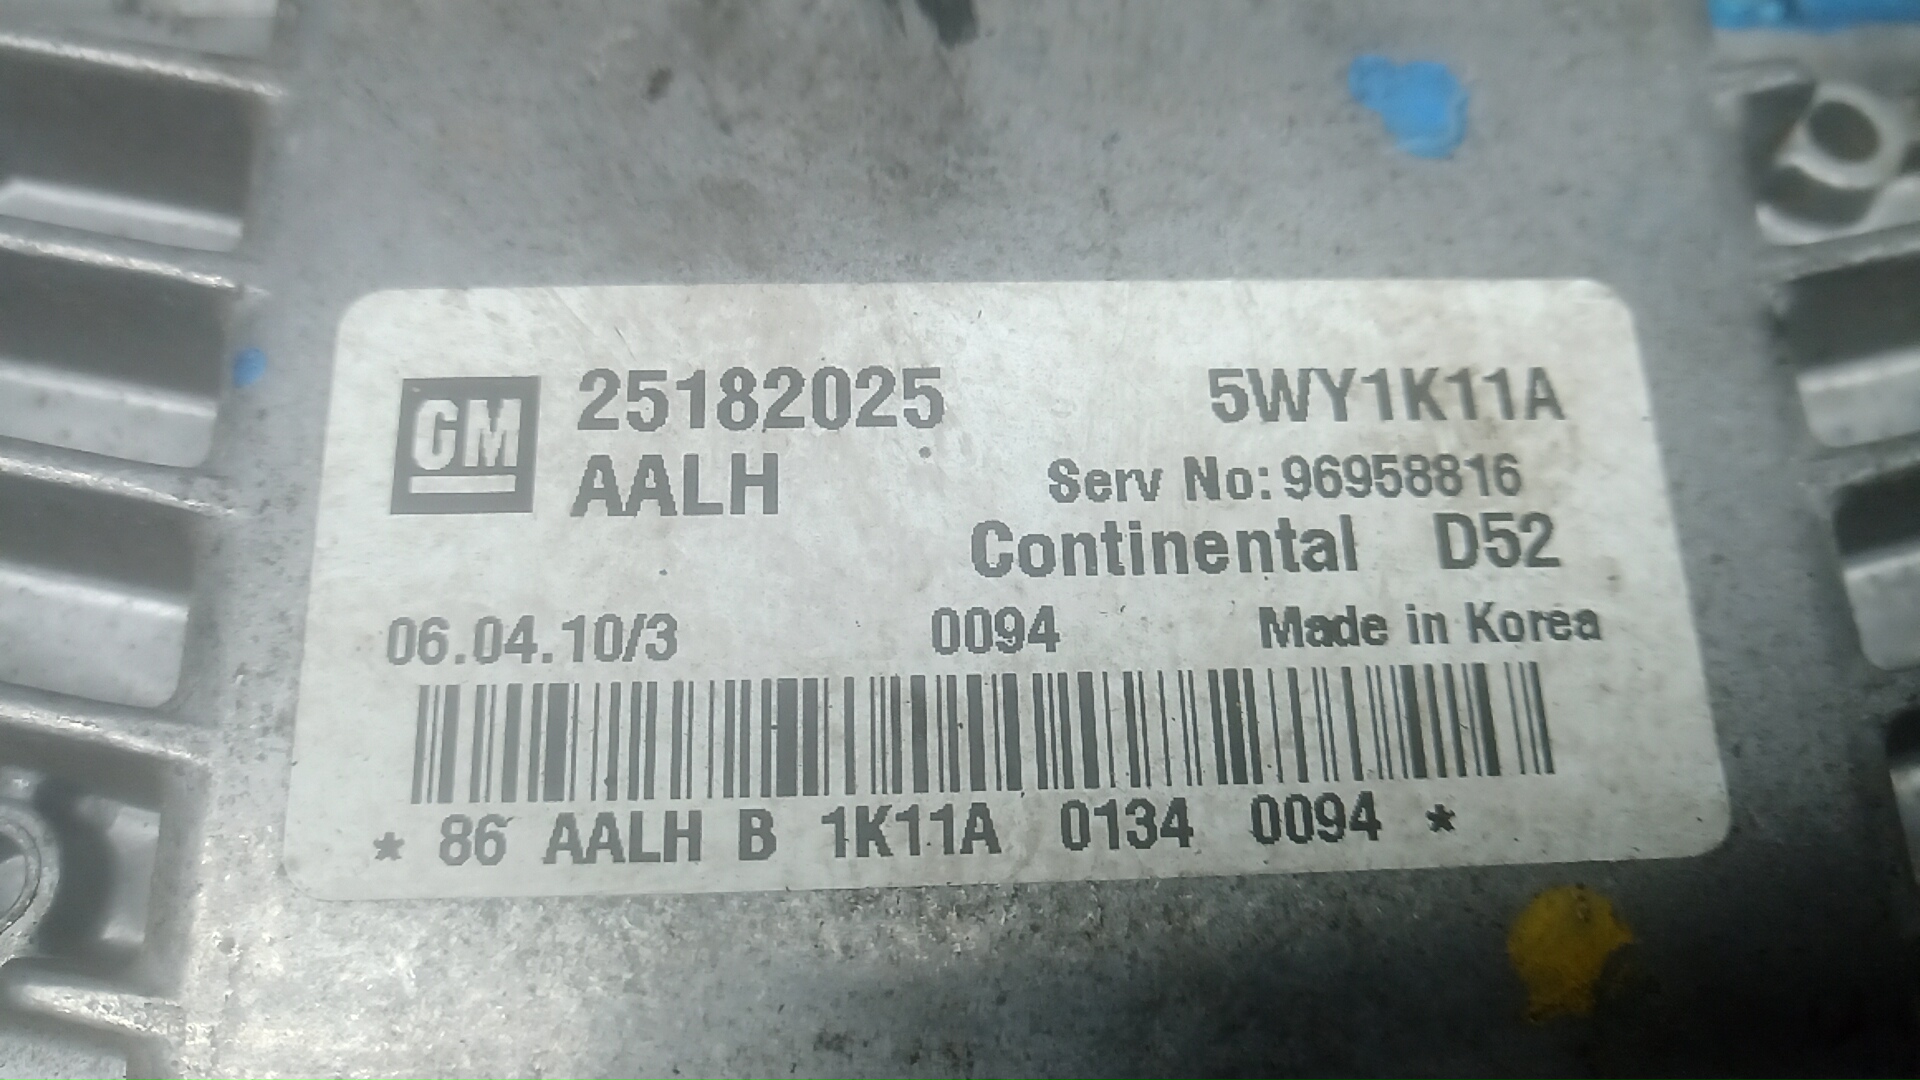 GM 25182025 5WY1K11A
AALH Serv No: 96958816
Continental D52
06.04.10/3 0094 Made in Korea
* 86 AALH B 1K11A 0134 0094 *